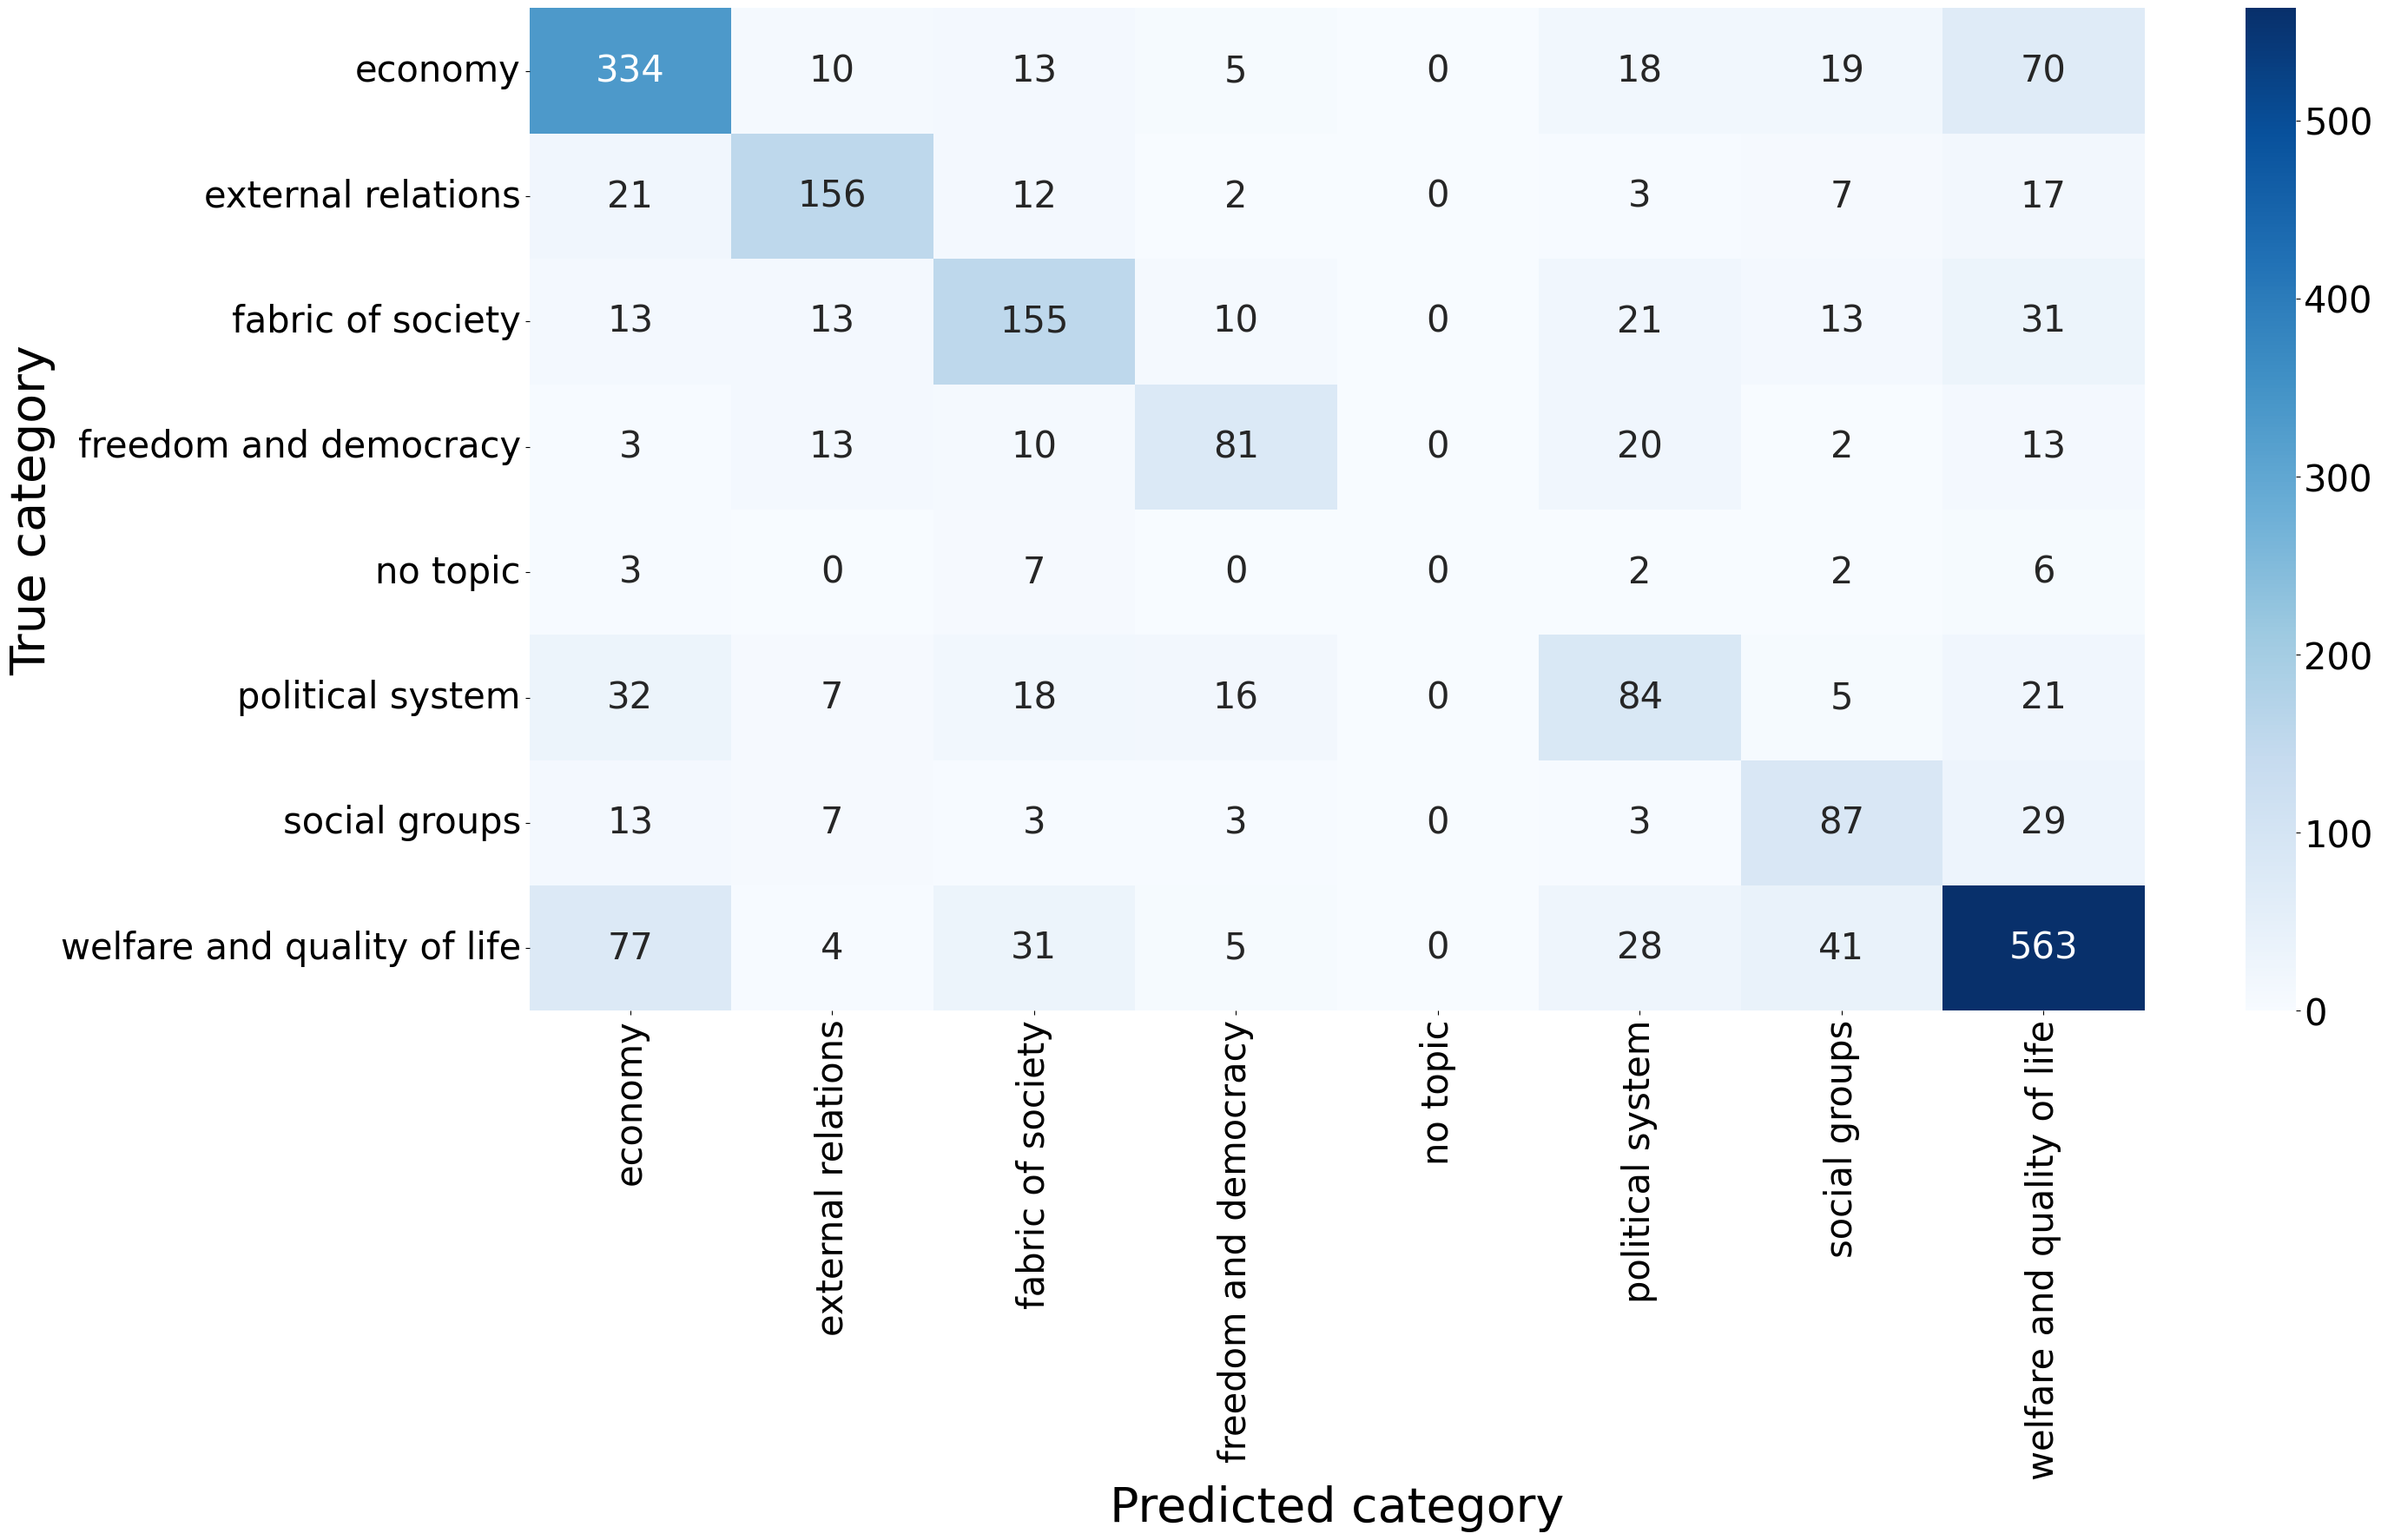 economy 334 10 13 5 0 18 19 70
external relations 21 156 12 2 0 3 7 17
fabric of society 13 13 155 10 0 21 13 31
freedom and democracy 3 13 10 81 0 20 2 13
no topic 3 0 7 0 0 2 2 6
political system 32 7 18 16 0 84 5 21
social groups 13 7 3 3 0 3 87 29
welfare and quality of life 77 4 31 5 0 28 41 563
True category
economy
external relations
fabric of society
freedom and democracy
no topic
political system
social groups
welfare and quality of life
Predicted category
500
400
300
200
100
0